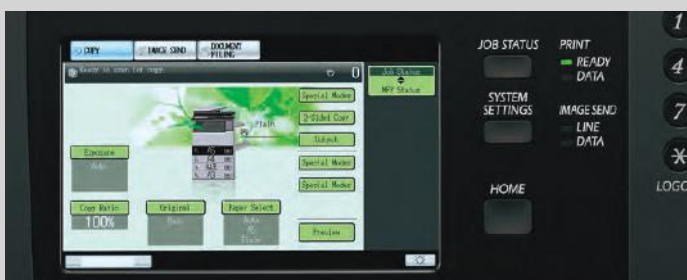 COPY
IMAGE SEND
DOCUMENT FILING
Ready to scan for copy.
0
Job Status
MFP Status
Special Modes
2-Sided Copy
Output
Special Modes
Special Modes
Preview
Plain
A5
A4
A3
Exposure
Auto
Copy Ratio
100%
Original
Paper Select
Auto
A5
Plain
JOB STATUS
SYSTEM
SETTINGS
HOME
PRINT
READY
DATA
IMAGE SEND
LINE
DATA
1
4
7
LOGO